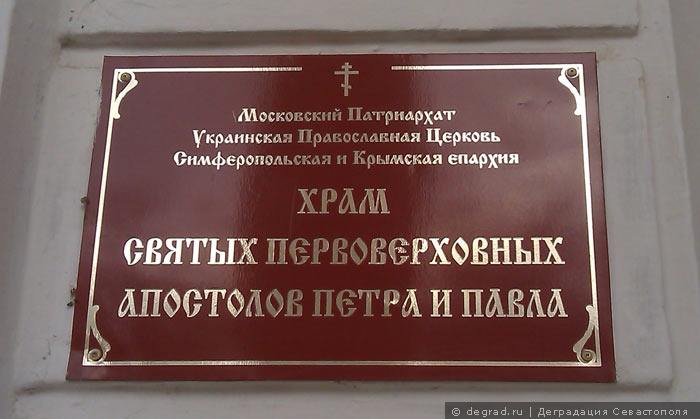 Московский Патриархат
Украинская Православная Церковь
Симферопольская и Крымская епархия
ХРАМ
СВЯТЫХ ПЕРВОВЕРХОВНЫХ
АПОСТОЛОВ ПЕТРА И ПАВЛА
© degrad.ru | Деградация Севастополя